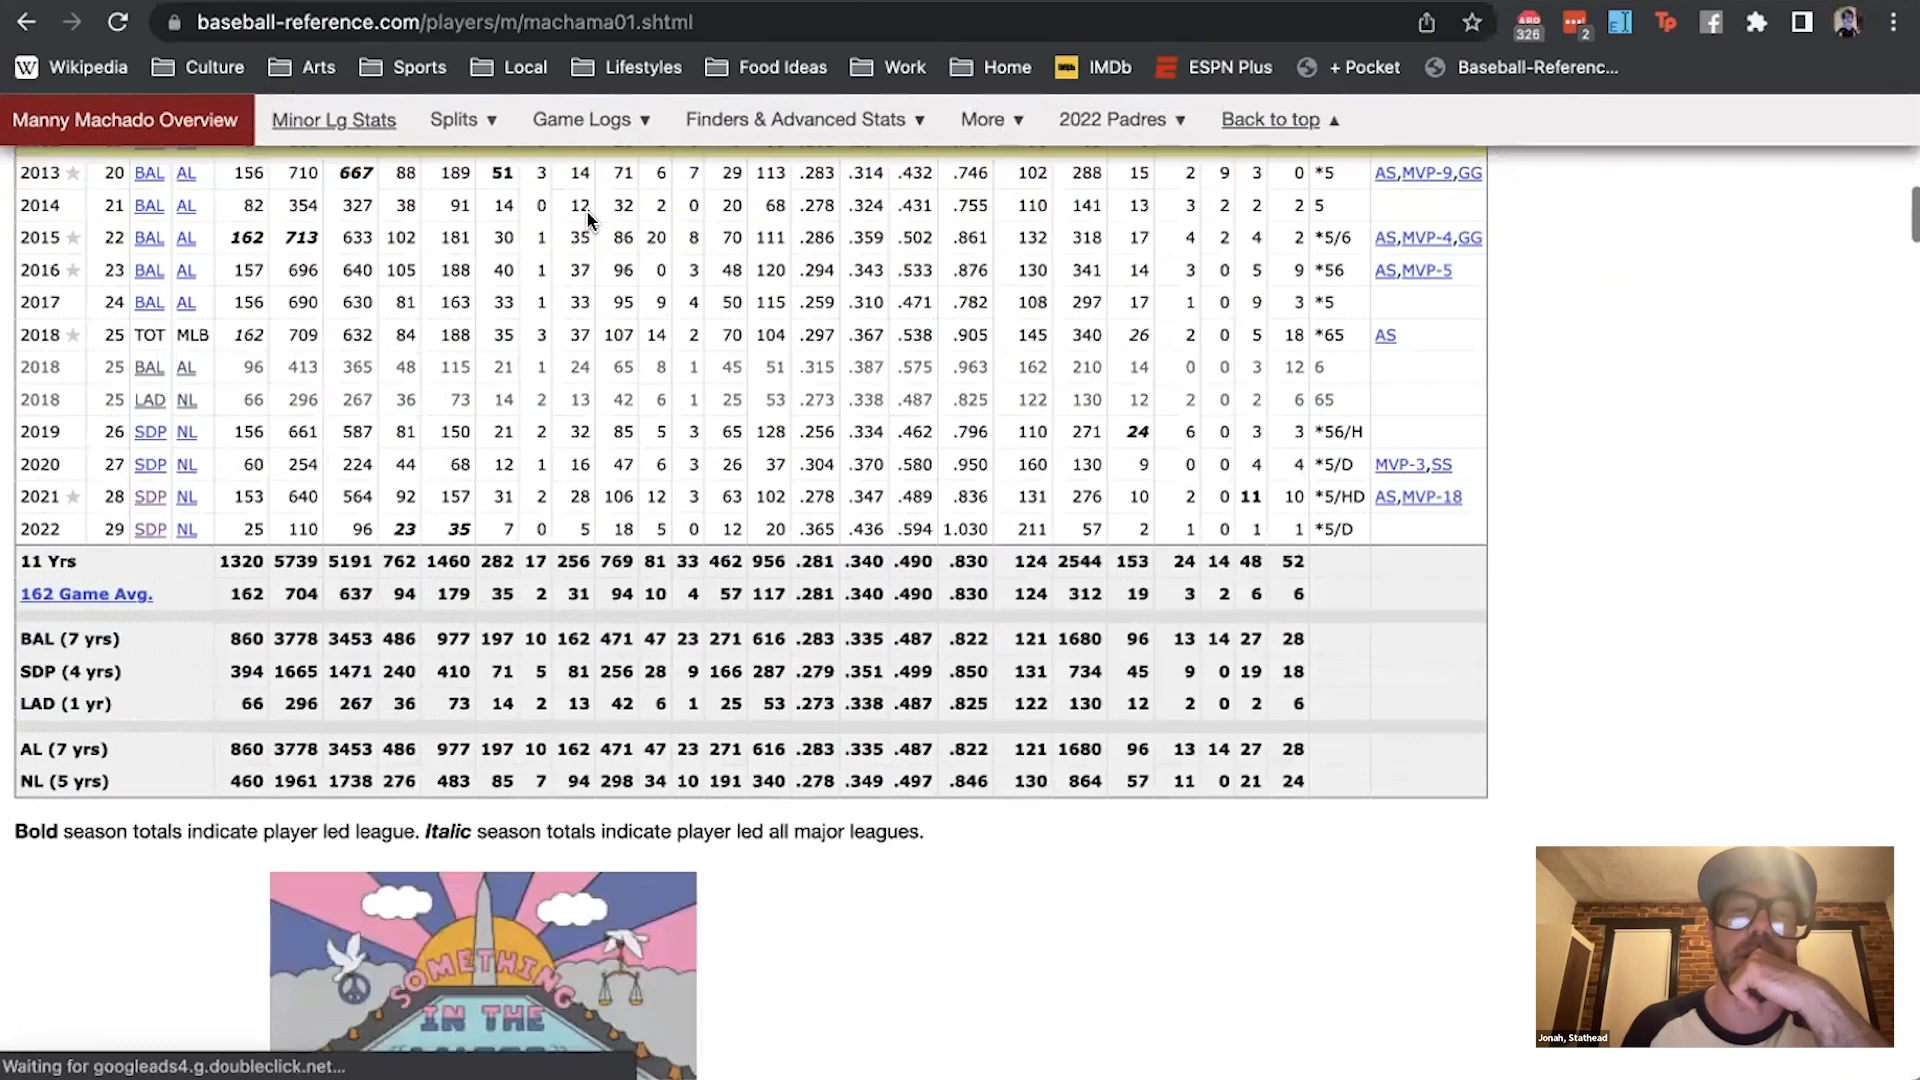 baseball-reference.com/players/m/machama01.shtml
ABP
326
2
Tp
W Wikipedia Culture Arts Sports Local Lifestyles Food Ideas Work Home IMDb ESPN Plus + Pocket Baseball-Referenc...
Manny Machado Overview Minor Lg Stats Splits ▼ Game Logs ▼ Finders & Advanced Stats ▼ More ▼ 2022 Padres ▼ Back to top ▲
2013 ★ 20 BAL AL 156 710 667 88 189 51 3 14 71 6 7 29 113 .283 .314 .432 .746 102 288 15 2 9 3 0 *5 AS,MVP-9,GG
2014 21 BAL AL 82 354 327 38 91 14 0 12 32 2 0 20 68 .278 .324 .431 .755 110 141 13 3 2 2 2 5
2015 ★ 22 BAL AL 162 713 633 102 181 30 1 35 86 20 8 70 111 .286 .359 .502 .861 132 318 17 4 2 4 2 *5/6 AS,MVP-4,GG
2016 ★ 23 BAL AL 157 696 640 105 188 40 1 37 96 0 3 48 120 .294 .343 .533 .876 130 341 14 3 0 5 9 *56 AS,MVP-5
2017 24 BAL AL 156 690 630 81 163 33 1 33 95 9 4 50 115 .259 .310 .471 .782 108 297 17 1 0 9 3 *5
2018 ★ 25 TOT MLB 162 709 632 84 188 35 3 37 107 14 2 70 104 .297 .367 .538 .905 145 340 26 2 0 5 18 *65 AS
2018 25 BAL AL 96 413 365 48 115 21 1 24 65 8 1 45 51 .315 .387 .575 .963 162 210 14 0 0 3 12 6
2018 25 LAD NL 66 296 267 36 73 14 2 13 42 6 1 25 53 .273 .338 .487 .825 122 130 12 2 0 2 6 65
2019 26 SDP NL 156 661 587 81 150 21 2 32 85 5 3 65 128 .256 .334 .462 .796 110 271 24 6 0 3 3 *56/H
2020 27 SDP NL 60 254 224 44 68 12 1 16 47 6 3 26 37 .304 .370 .580 .950 160 130 9 0 0 4 4 *5/D MVP-3,SS
2021 ★ 28 SDP NL 153 640 564 92 157 31 2 28 106 12 3 63 102 .278 .347 .489 .836 131 276 10 2 0 11 10 *5/HD AS,MVP-18
2022 29 SDP NL 25 110 96 23 35 7 0 5 18 5 0 12 20 .365 .436 .594 1.030 211 57 2 1 0 1 1 *5/D
11 Yrs 1320 5739 5191 762 1460 282 17 256 769 81 33 462 956 .281 .340 .490 .830 124 2544 153 24 14 48 52
162 Game Avg. 162 704 637 94 179 35 2 31 94 10 4 57 117 .281 .340 .490 .830 124 312 19 3 2 6 6
BAL (7 yrs) 860 3778 3453 486 977 197 10 162 471 47 23 271 616 .283 .335 .487 .822 121 1680 96 13 14 27 28
SDP (4 yrs) 394 1665 1471 240 410 71 5 81 256 28 9 166 287 .279 .351 .499 .850 131 734 45 9 0 19 18
LAD (1 yr) 66 296 267 36 73 14 2 13 42 6 1 25 53 .273 .338 .487 .825 122 130 12 2 0 2 6
AL (7 yrs) 860 3778 3453 486 977 197 10 162 471 47 23 271 616 .283 .335 .487 .822 121 1680 96 13 14 27 28
NL (5 yrs) 460 1961 1738 276 483 85 7 94 298 34 10 191 340 .278 .349 .497 .846 130 864 57 11 0 21 24
Bold season totals indicate player led league. Italic season totals indicate player led all major leagues.
SOMETHING
IN THE
Jonah, Stathead
Waiting for googleads4.g.doubleclick.net...